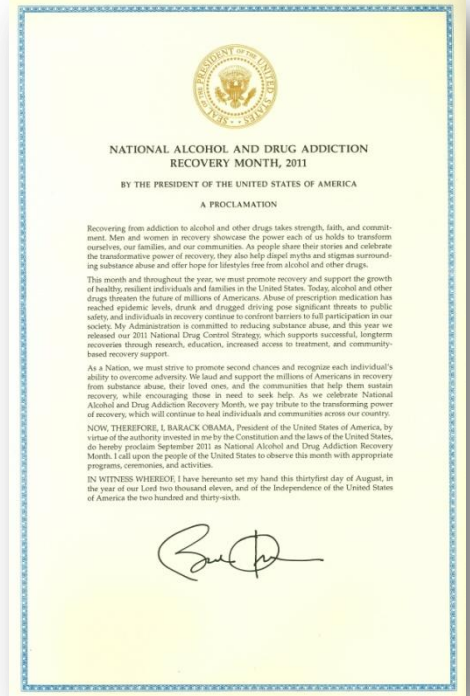 SEAL OF THE PRESIDENT OF THE UNITED STATES
NATIONAL ALCOHOL AND DRUG ADDICTION
RECOVERY MONTH, 2011
BY THE PRESIDENT OF THE UNITED STATES OF AMERICA
A PROCLAMATION
Recovering from addiction to alcohol and other drugs takes strength, faith, and commit-
ment. Men and women in recovery showcase the power each of us holds to transform
ourselves, our families, and our communities. As people share their stories and celebrate
the transformative power of recovery, they also help dispel myths and stigmas surround-
ing substance abuse and offer hope for lifestyles free from alcohol and other drugs.
This month and throughout the year, we must promote recovery and support the growth
of healthy, resilient individuals and families in the United States. Today, alcohol and other
drugs threaten the future of millions of Americans. Abuse of prescription medication has
reached epidemic levels, drunk and drugged driving pose significant threats to public
safety, and individuals in recovery continue to confront barriers to full participation in our
society. My Administration is committed to reducing substance abuse, and this year we
released our 2011 National Drug Control Strategy, which supports successful, longterm
recoveries through research, education, increased access to treatment, and community-
based recovery support.
As a Nation, we must strive to promote second chances and recognize each individual's
ability to overcome adversity. We laud and support the millions of Americans in recovery
from substance abuse, their loved ones, and the communities that help them sustain
recovery, while encouraging those in need to seek help. As we celebrate National
Alcohol and Drug Addiction Recovery Month, we pay tribute to the transforming power
of recovery, which will continue to heal individuals and communities across our country.
NOW, THEREFORE, I, BARACK OBAMA, President of the United States of America, by
virtue of the authority invested in me by the Constitution and the laws of the United States,
do hereby proclaim September 2011 as National Alcohol and Drug Addiction Recovery
Month. I call upon the people of the United States to observe this month with appropriate
programs, ceremonies, and activities.
IN WITNESS WHEREOF, I have hereunto set my hand this thirtyfirst day of August, in
the year of our Lord two thousand eleven, and of the Independence of the United States
of America the two hundred and thirty-sixth.